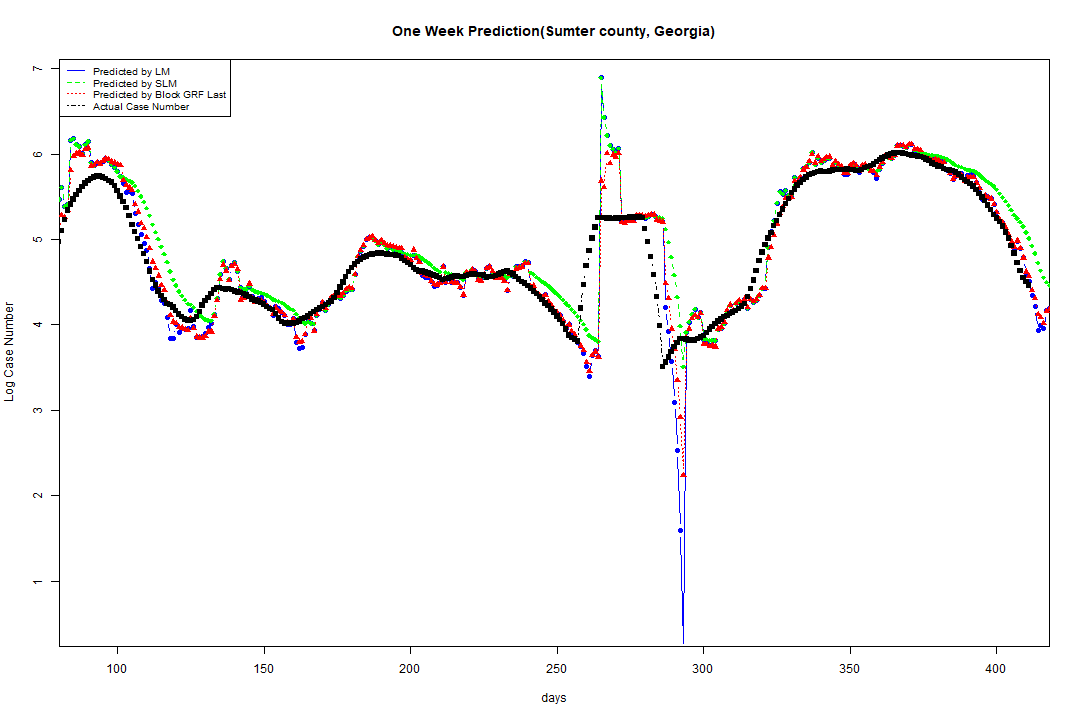 One Week Prediction(Sumter county, Georgia)
Predicted by LM
Predicted by SLM
Predicted by Block GRF Last
Actual Case Number
7
6
5
4
3
2
1
Log Case Number
100 150 200 250 300 350 400
days